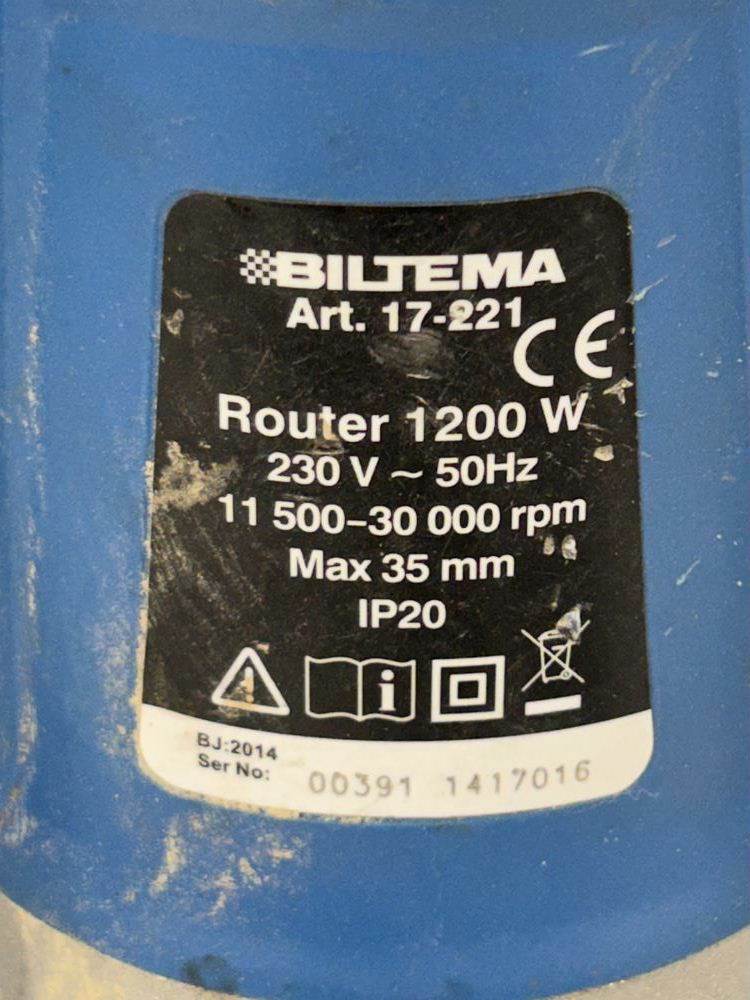 BILTEMA
Art. 17-221
CE
Router 1200 W
230 V ~ 50Hz
11 500-30 000 rpm
Max 35 mm
IP20
i
BJ:2014
Ser No: 00391 1417016